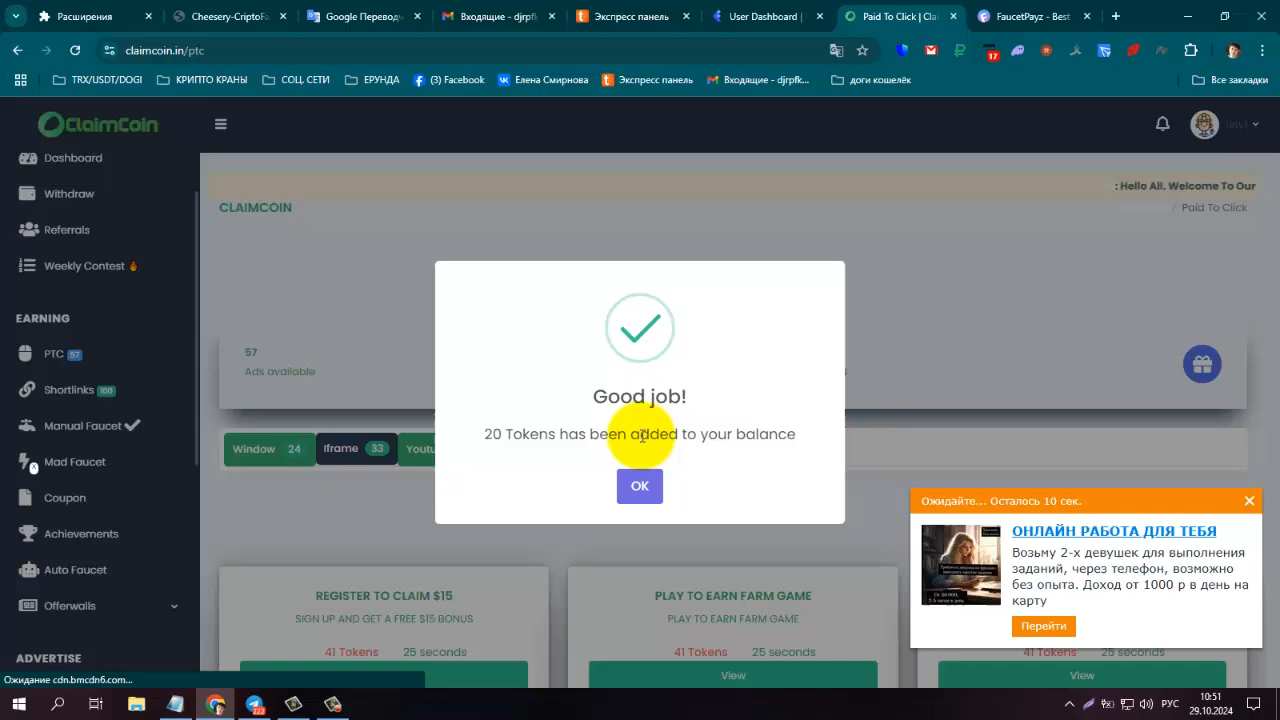 Расширения
Cheesery-CriptoFa
Google Переводч
Входящие - djrpfk
Экспресс панель
User Dashboard |
Paid To Click | Clai
FaucetPayz - Best
claimcoin.in/ptc
17
TRX/USDT/DOGI
КРИПТО КРАНЫ
СОЦ. СЕТИ
ЕРУНДА
(3) Facebook
Елена Смирнова
Экспресс панель
Входящие - djrpfk...
доги кошелёк
Все закладки
ClaimCoin
Dashboard
Withdraw
Referrals
Weekly Contest
EARNING
PTC 57
Shortlinks 100
Manual Faucet
Mad Faucet
Coupon
Achievements
Auto Faucet
Offerwalls
ADVERTISE
: Hello All. Welcome To Our
CLAIMCOIN
/ Paid To Click
57
Ads available
Window 24
Iframe 33
Youtu
Good job!
20 Tokens has been added to your balance
OK
REGISTER TO CLAIM $15
SIGN UP AND GET A FREE $15 BONUS
41 Tokens 25 seconds
PLAY TO EARN FARM GAME
PLAY TO EARN FARM GAME
41 Tokens 25 seconds
View
41 Tokens 25 seconds
View
Ожидайте... Осталось 10 сек.
ОНЛАЙН РАБОТА ДЛЯ ТЕБЯ
Возьму 2-х девушек для выполнения
заданий, через телефон, возможно
без опыта. Доход от 1000 р в день на
карту
Перейти
Ожидание cdn.bmcdn6.com...
222
РУС
10:51
29.10.2024